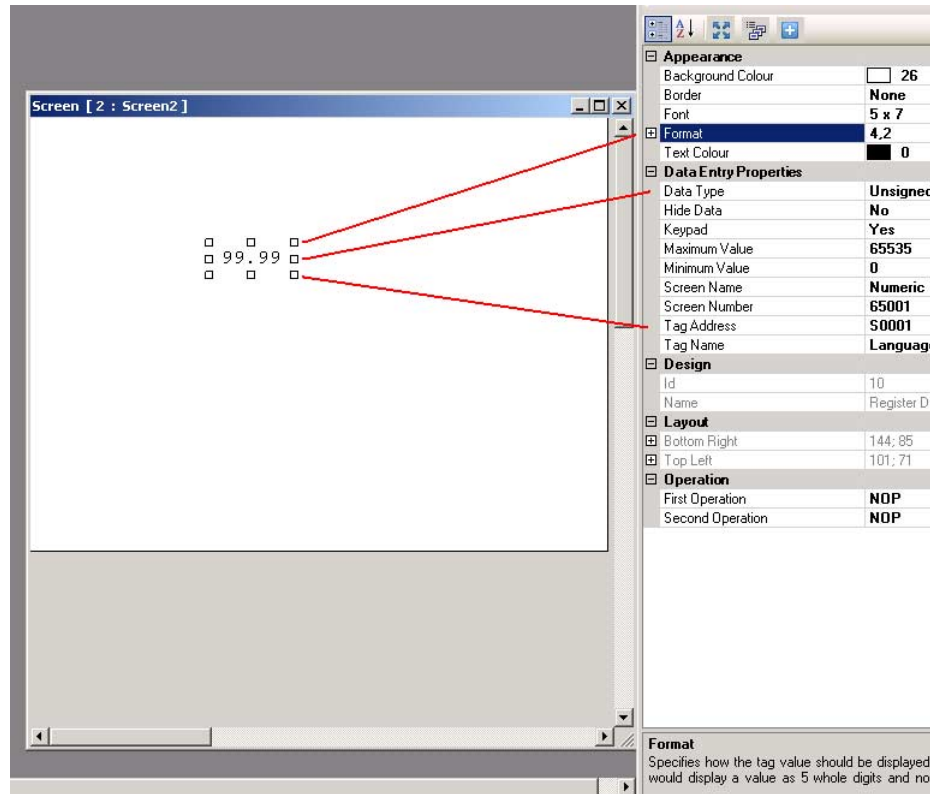 Screen [ 2 : Screen2 ]
99.99
Appearance
Background Colour 26
Border None
Font 5 x 7
Format 4,2
Text Colour 0
Data Entry Properties
Data Type Unsigned
Hide Data No
Keypad Yes
Maximum Value 65535
Minimum Value 0
Screen Name Numeric
Screen Number 65001
Tag Address S0001
Tag Name Language
Design
Id 10
Name Register D
Layout
Bottom Right 144; 85
Top Left 101; 71
Operation
First Operation NOP
Second Operation NOP
Format
Specifies how the tag value should be displayed
would display a value as 5 whole digits and no